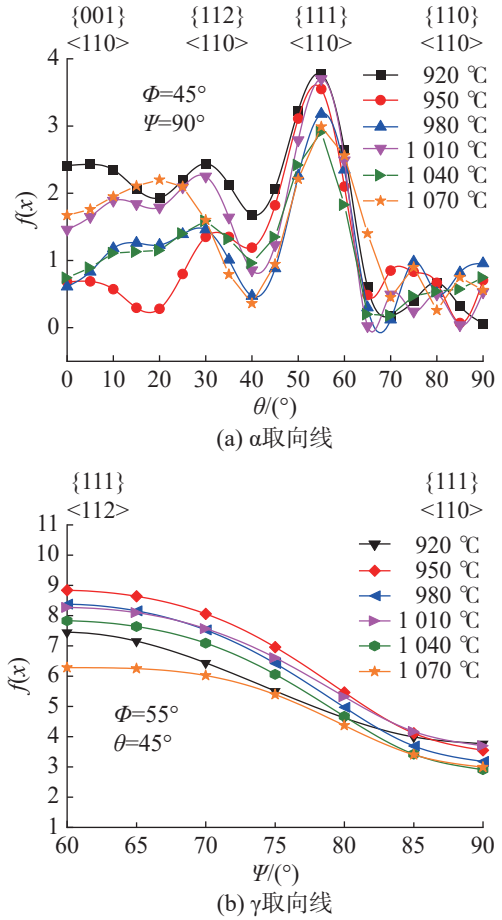 {001} {112} {111} {110}
<110> <110> <110> <110>
Φ=45°
Ψ=90°
920 ℃
950 ℃
980 ℃
1 010 ℃
1 040 ℃
1 070 ℃
4
3
2
1
0
f(x)
0 10 20 30 40 50 60 70 80 90
θ/(°)
(a) α取向线
{111} {111}
<112> <110>
11
10
9
8
7
6
5
4
3
2
1
f(x)
920 ℃
950 ℃
980 ℃
1 010 ℃
1 040 ℃
1 070 ℃
Φ=55°
θ=45°
60 65 70 75 80 85 90
Ψ/(°)
(b) γ取向线